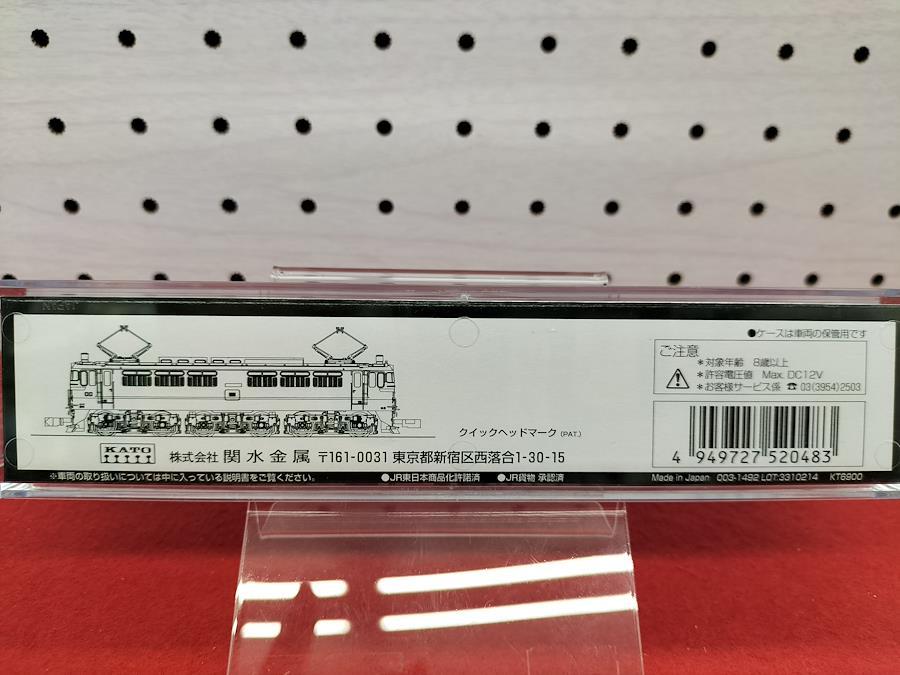 ●ケースは車両の保管用です
ご注意
*対象年齢 8歳以上
*許容電圧値 Max. DC12V
*お客様サービス係 ☎ 03(3954)2503
クイックヘッドマーク (PAT.)
KATO
株式会社 関水金属 〒161-0031 東京都新宿区西落合1-30-15
4 949727 520483
※車両の取り扱いについては中に入っている説明書をご覧ください。 ●JR東日本商品化許諾済 ●JR貨物 承認済 Made in Japan 003-1492 LOT:3310214 KT6900